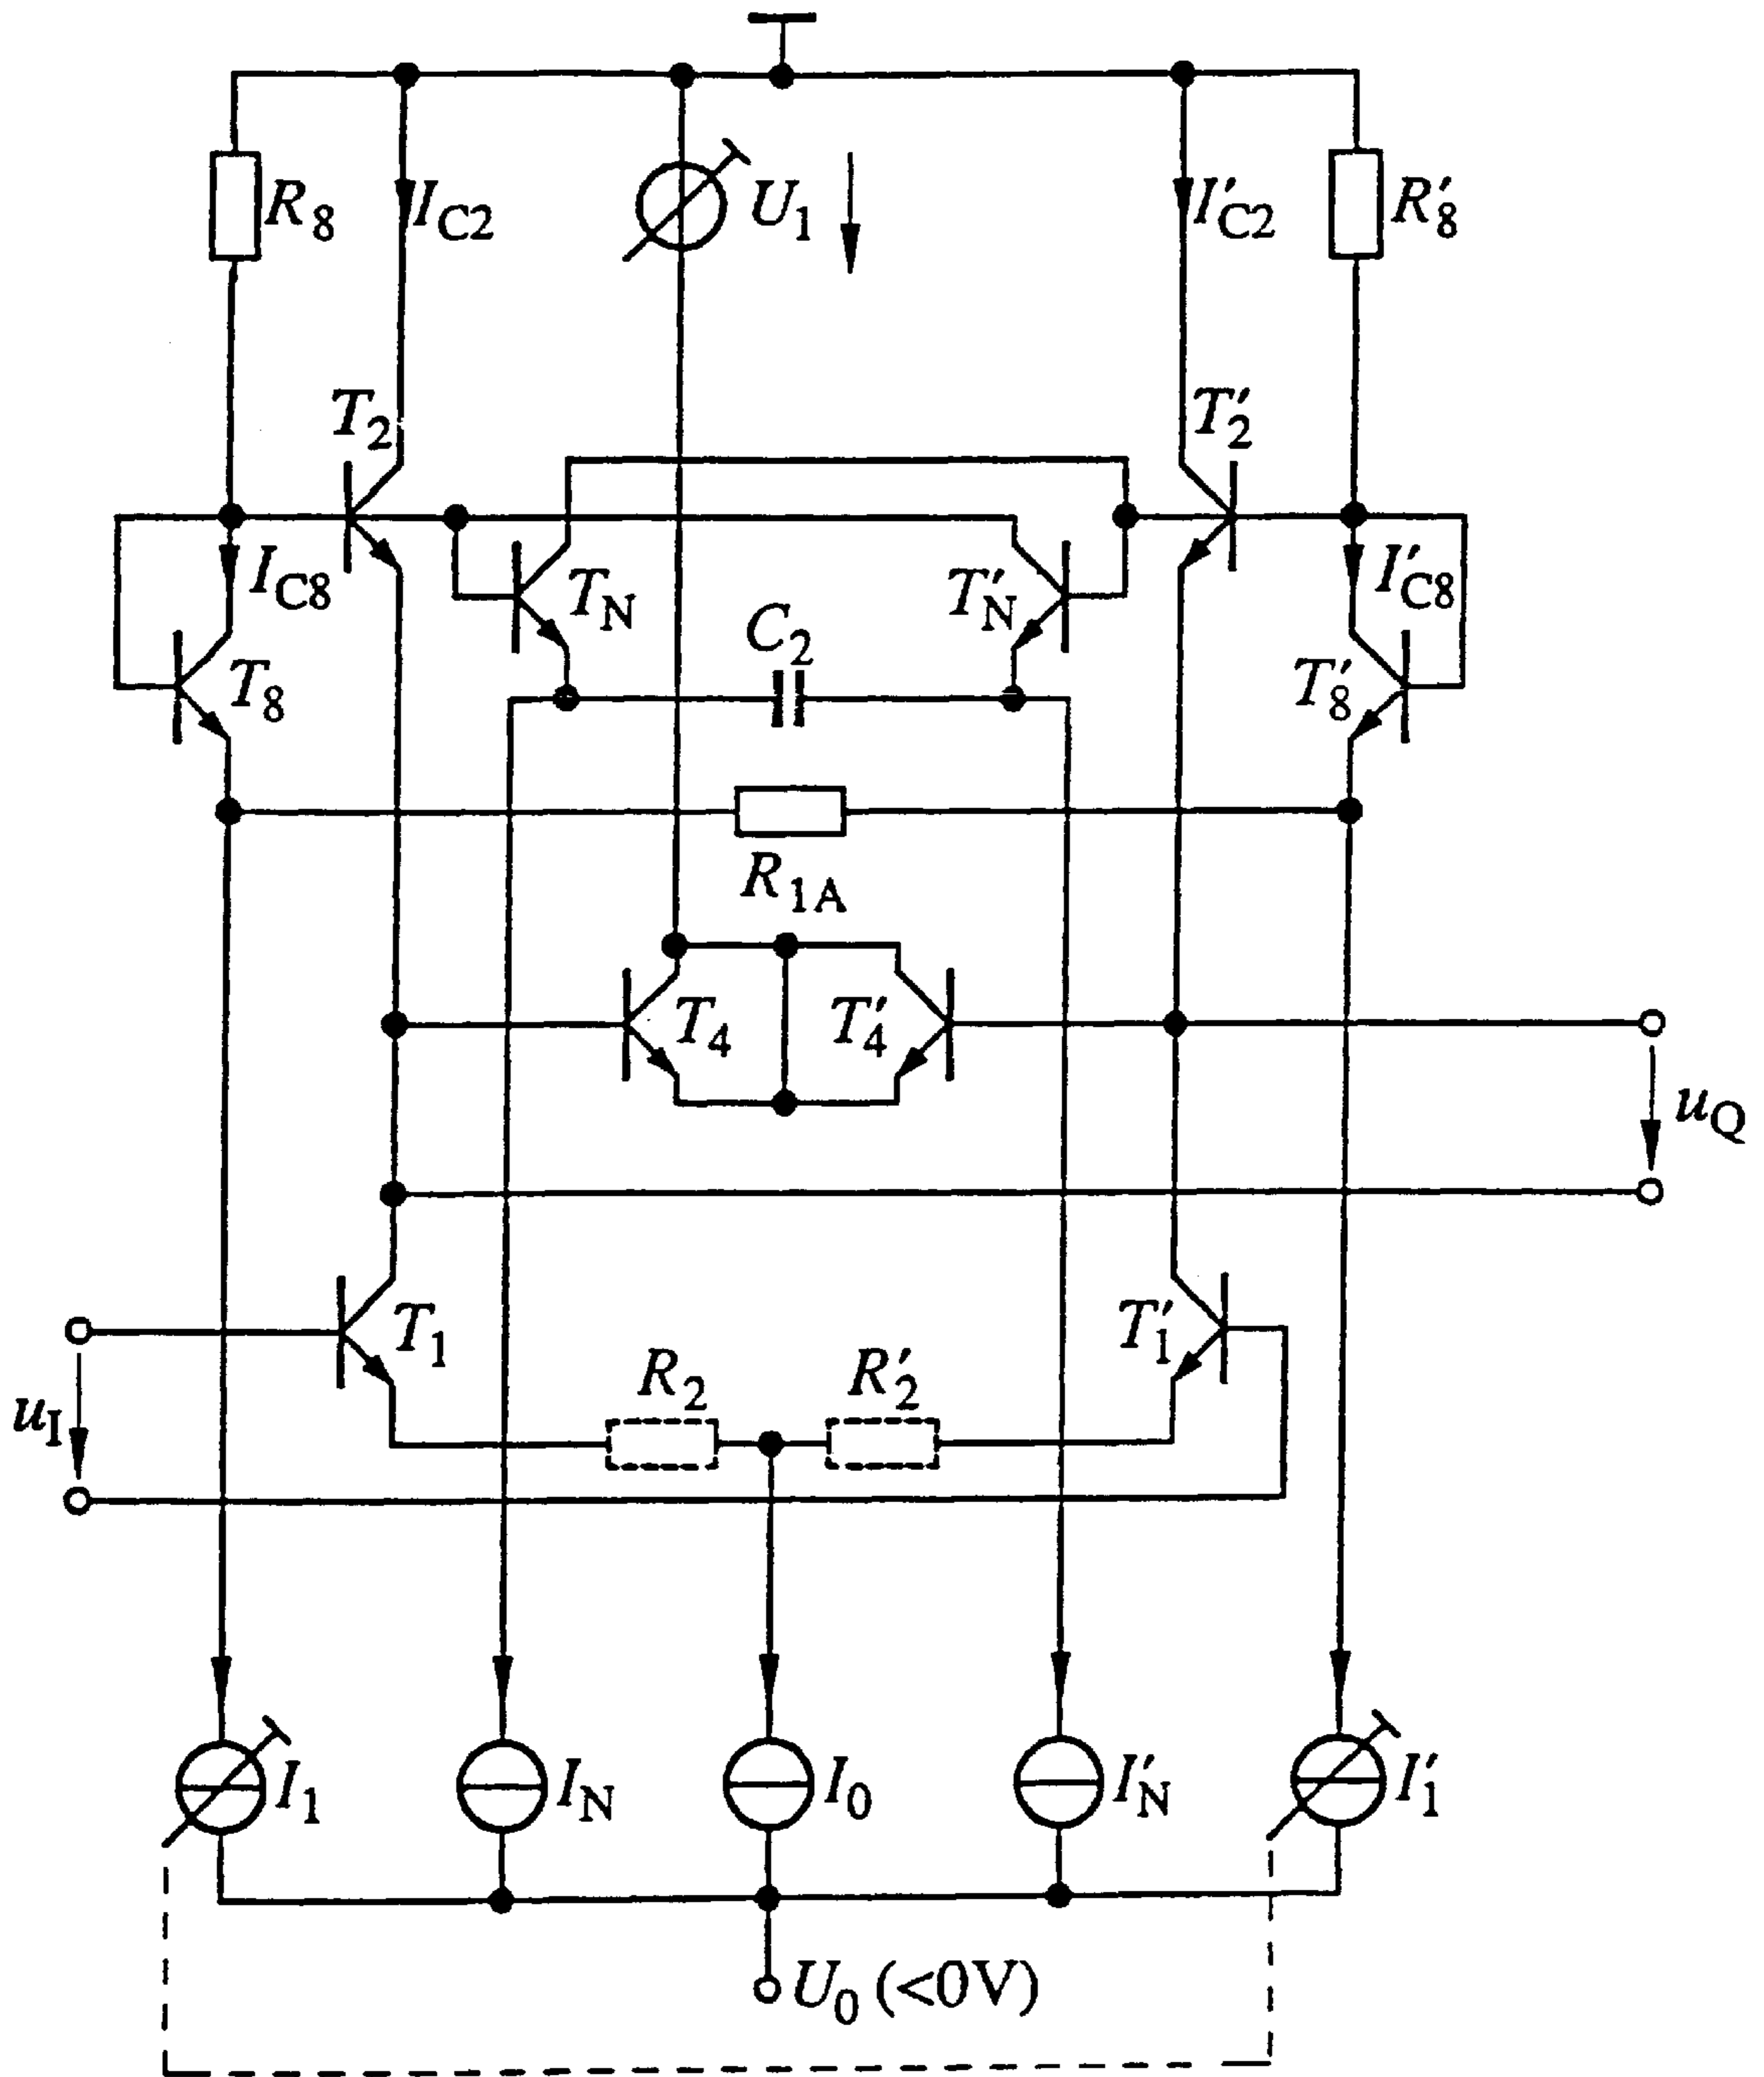 R8
IC2
U1
I'C2
R'8
T2
T'2
IC8
TN
T'N
I'C8
C2
T8
T'8
R1A
T4
T'4
uQ
T1
T'1
uI
R2
R'2
I1
IN
I0
I'N
I'1
U0 (<0V)